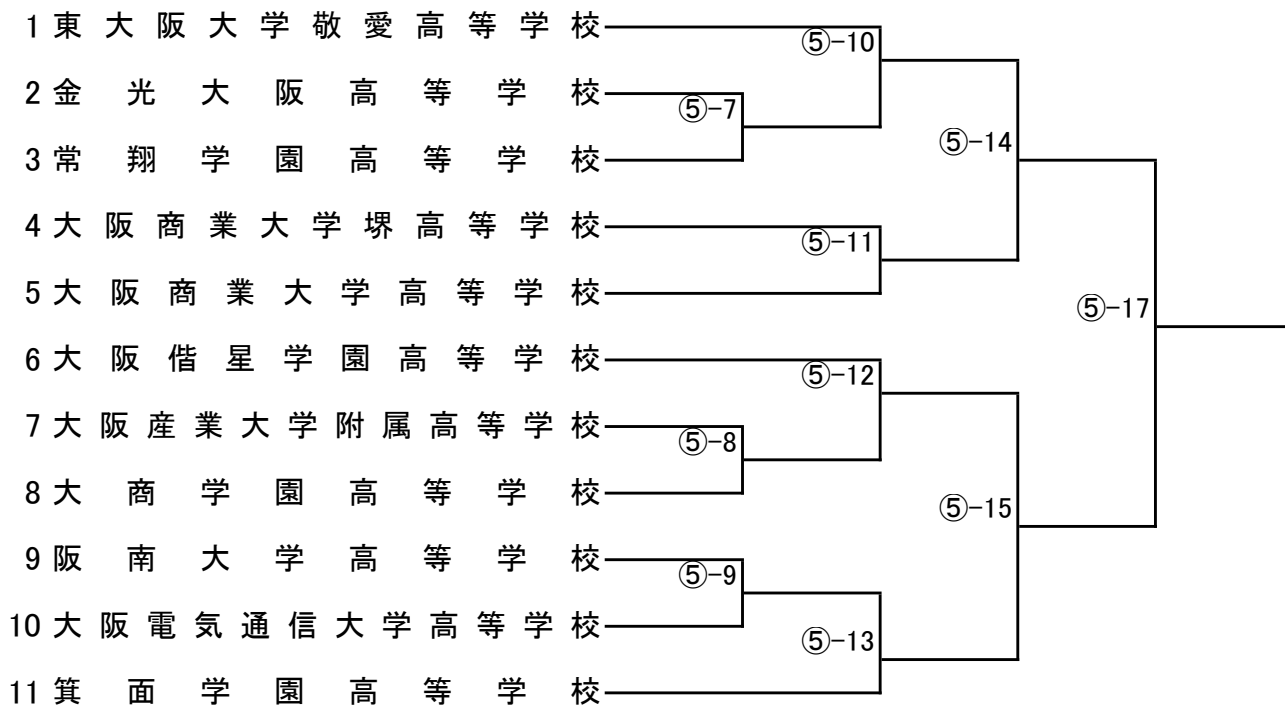 1 東大阪大学敬愛高等学校
⑤-10
2 金光大阪高等学校
⑤-7
⑤-14
3 常翔学園高等学校
4 大阪商業大学堺高等学校
⑤-11
5 大阪商業大学高等学校
⑤-17
6 大阪偕星学園高等学校
⑤-12
7 大阪産業大学附属高等学校
⑤-8
8 大商学園高等学校
⑤-15
9 阪南大学高等学校
⑤-9
10 大阪電気通信大学高等学校
⑤-13
11 箕面学園高等学校